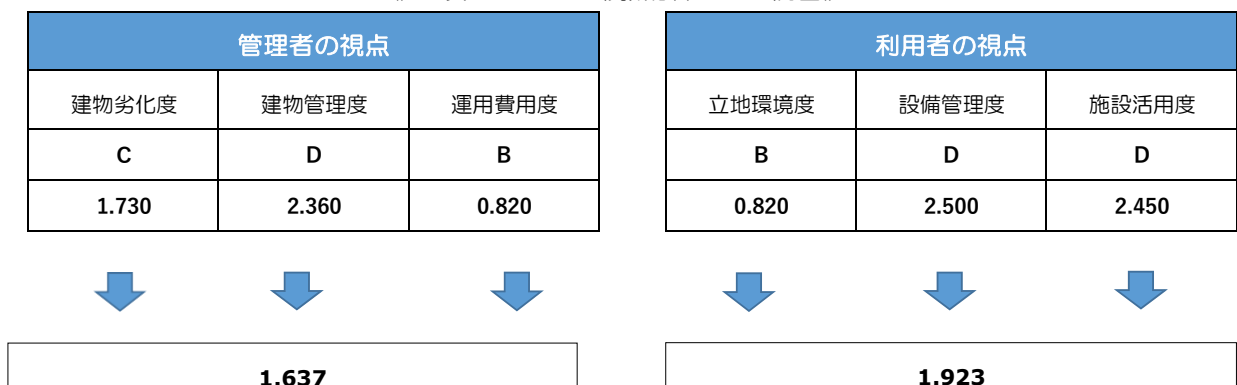 管理者の視点
建物劣化度 建物管理度 運用費用度
C D B
1.730 2.360 0.820
1.637
利用者の視点
立地環境度 設備管理度 施設活用度
B D D
0.820 2.500 2.450
1.923